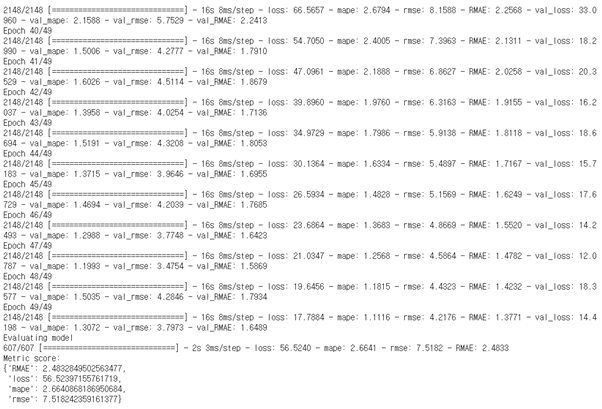 2148/2148 [==============================] - 16s 8ms/step - loss: 66.5657 - mape: 2.6794 - rmse: 8.1588 - RMAE: 2.2568 - val_loss: 33.0
960 - val_mape: 2.1588 - val_rmse: 5.7529 - val_RMAE: 2.2413
Epoch 40/49
2148/2148 [==============================] - 16s 8ms/step - loss: 54.7050 - mape: 2.4005 - rmse: 7.3963 - RMAE: 2.1311 - val_loss: 18.2
990 - val_mape: 1.5006 - val_rmse: 4.2777 - val_RMAE: 1.7910
Epoch 41/49
2148/2148 [==============================] - 16s 8ms/step - loss: 47.0961 - mape: 2.1888 - rmse: 6.8627 - RMAE: 2.0258 - val_loss: 20.3
529 - val_mape: 1.6026 - val_rmse: 4.5114 - val_RMAE: 1.8679
Epoch 42/49
2148/2148 [==============================] - 16s 8ms/step - loss: 39.8960 - mape: 1.9760 - rmse: 6.3163 - RMAE: 1.9155 - val_loss: 16.2
037 - val_mape: 1.3958 - val_rmse: 4.0254 - val_RMAE: 1.7136
Epoch 43/49
2148/2148 [==============================] - 16s 8ms/step - loss: 34.9729 - mape: 1.7986 - rmse: 5.9138 - RMAE: 1.8118 - val_loss: 18.6
694 - val_mape: 1.5191 - val_rmse: 4.3208 - val_RMAE: 1.8053
Epoch 44/49
2148/2148 [==============================] - 16s 8ms/step - loss: 30.1364 - mape: 1.6334 - rmse: 5.4897 - RMAE: 1.7167 - val_loss: 15.7
183 - val_mape: 1.3715 - val_rmse: 3.9646 - val_RMAE: 1.6955
Epoch 45/49
2148/2148 [==============================] - 16s 8ms/step - loss: 26.5934 - mape: 1.4828 - rmse: 5.1569 - RMAE: 1.6249 - val_loss: 17.6
729 - val_mape: 1.4694 - val_rmse: 4.2039 - val_RMAE: 1.7685
Epoch 46/49
2148/2148 [==============================] - 16s 8ms/step - loss: 23.6864 - mape: 1.3683 - rmse: 4.8669 - RMAE: 1.5520 - val_loss: 14.2
493 - val_mape: 1.2988 - val_rmse: 3.7748 - val_RMAE: 1.6423
Epoch 47/49
2148/2148 [==============================] - 16s 8ms/step - loss: 21.0347 - mape: 1.2568 - rmse: 4.5864 - RMAE: 1.4782 - val_loss: 12.0
787 - val_mape: 1.1993 - val_rmse: 3.4754 - val_RMAE: 1.5869
Epoch 48/49
2148/2148 [==============================] - 16s 8ms/step - loss: 19.6456 - mape: 1.1815 - rmse: 4.4323 - RMAE: 1.4232 - val_loss: 18.3
577 - val_mape: 1.5035 - val_rmse: 4.2846 - val_RMAE: 1.7934
Epoch 49/49
2148/2148 [==============================] - 16s 8ms/step - loss: 17.7884 - mape: 1.1116 - rmse: 4.2176 - RMAE: 1.3771 - val_loss: 14.4
198 - val_mape: 1.3072 - val_rmse: 3.7973 - val_RMAE: 1.6489
Evaluating model
607/607 [==============================] - 2s 3ms/step - loss: 56.5240 - mape: 2.6641 - rmse: 7.5182 - RMAE: 2.4833
Metric score:
{'RMAE': 2.4832849502563477,
'loss': 56.52397155761719,
'mape': 2.6640868186950684,
'rmse': 7.518242359161377}